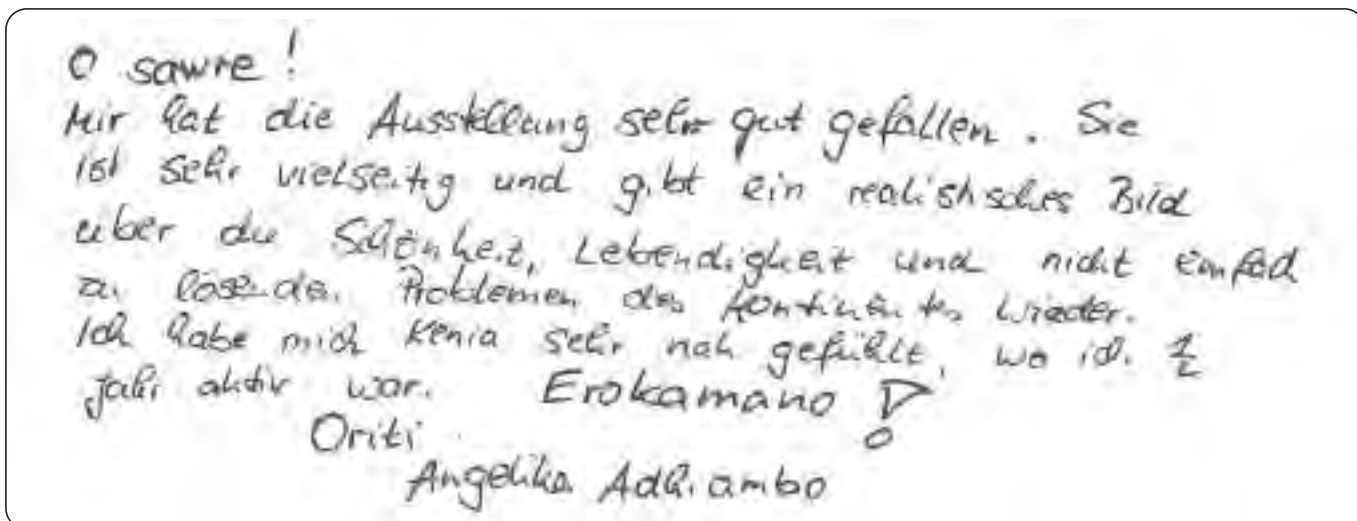 O sawre!
Mir hat die Ausstellung sehr gut gefallen. Sie
ist sehr vielseitig und gibt ein realistisches Bild
über die Schönheit, Lebendigkeit und nicht einfach
zu lösenden Problemen des Kontinentes wieder.
Ich habe mich Kenia sehr nah gefühlt, wo ich 1/2
Jahr aktiv war. Erokamano!
Oriti
Angelika Adhiambo